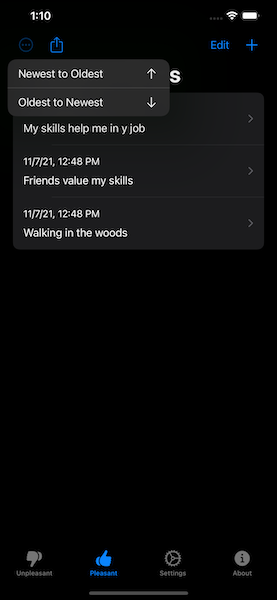 1:10
Edit
Newest to Oldest
s
Oldest to Newest
My skills help me in y job
11/7/21, 12:48 PM
Friends value my skills
11/7/21, 12:48 PM
Walking in the woods
Unpleasant
Pleasant
Settings
About